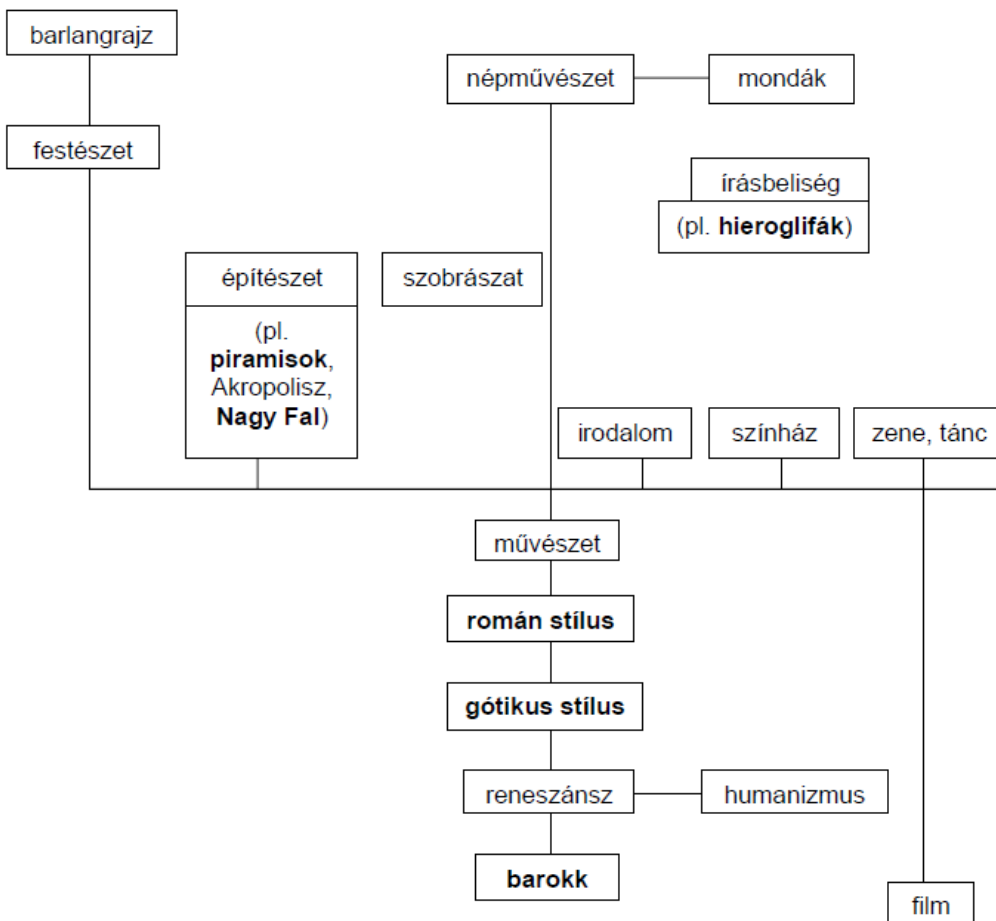 barlangrajz
népművészet
mondák
festészet
írásbeliség
(pl. hieroglifák)
építészet
szobrászat
(pl.
piramisok,
Akropolisz,
Nagy Fal)
irodalom
színház
zene, tánc
művészet
román stílus
gótikus stílus
reneszánsz
humanizmus
barokk
film